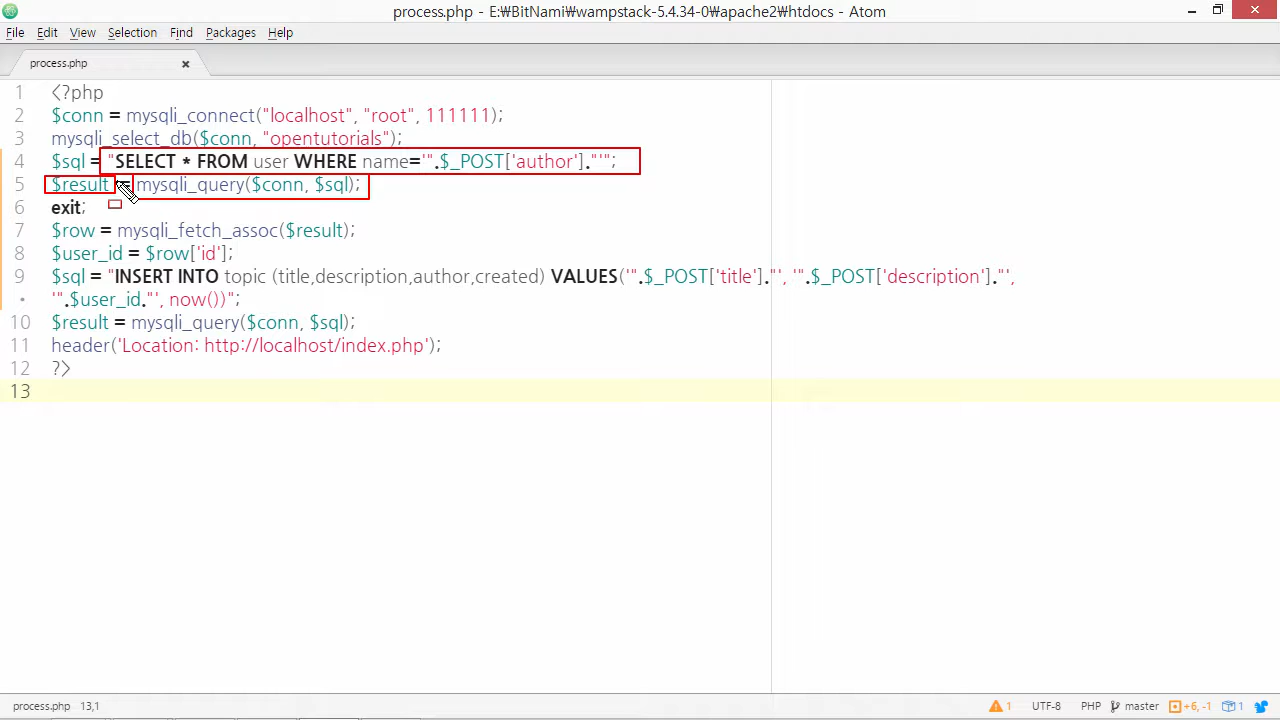 process.php - E:₩BitNami₩wampstack-5.4.34-0₩apache2₩htdocs - Atom
File Edit View Selection Find Packages Help
process.php
1 <?php
2 $conn = mysqli_connect("localhost", "root", 111111);
3 mysqli_select_db($conn, "opentutorials");
4 $sql = "SELECT * FROM user WHERE name='".$_POST['author']."'";
5 $result = mysqli_query($conn, $sql);
6 exit;
7 $row = mysqli_fetch_assoc($result);
8 $user_id = $row['id'];
9 $sql = "INSERT INTO topic (title,description,author,created) VALUES('".$_POST['title']."', '".$_POST['description']."',
• '".$user_id."', now())";
10 $result = mysqli_query($conn, $sql);
11 header('Location: http://localhost/index.php');
12 ?>
13
process.php 13,1 1 UTF-8 PHP master +6, -1 1